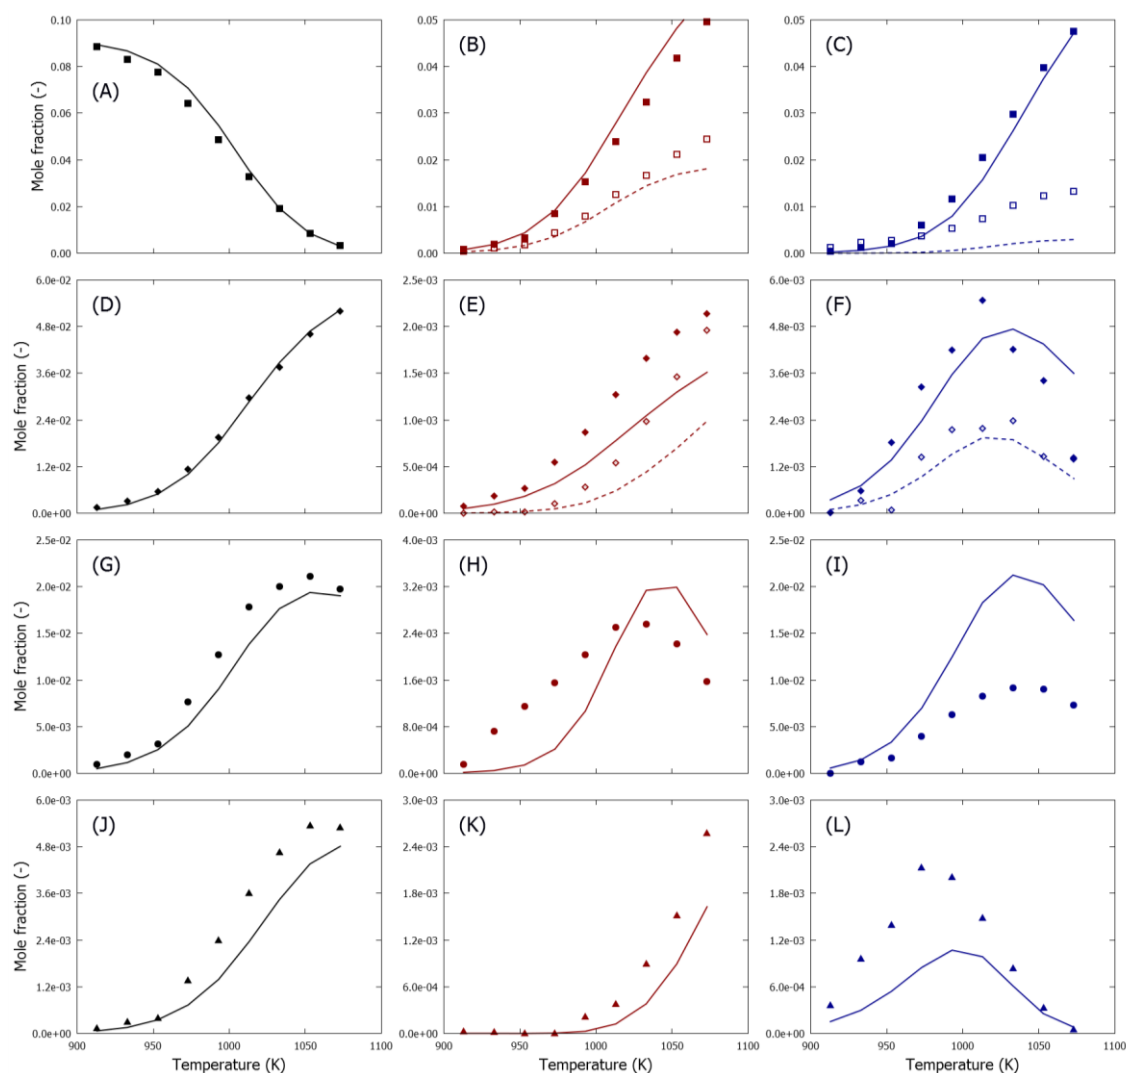 0.10
0.08
0.06
0.04
0.02
0.00
Mole fraction (-)
(A)
0.05
0.04
0.03
0.02
0.01
0.00
(B)
0.05
0.04
0.03
0.02
0.01
0.00
(C)
6.0e-02
4.8e-02
3.6e-02
2.4e-02
1.2e-02
0.0e+00
Mole fraction (-)
(D)
2.5e-03
2.0e-03
1.5e-03
1.0e-03
5.0e-04
0.0e+00
(E)
6.0e-03
4.8e-03
3.6e-03
2.4e-03
1.2e-03
0.0e+00
(F)
2.5e-02
2.0e-02
1.5e-02
1.0e-02
5.0e-03
0.0e+00
Mole fraction (-)
(G)
4.0e-03
3.2e-03
2.4e-03
1.6e-03
8.0e-04
0.0e+00
(H)
2.5e-02
2.0e-02
1.5e-02
1.0e-02
5.0e-03
0.0e+00
(I)
6.0e-03
4.8e-03
3.6e-03
2.4e-03
1.2e-03
0.0e+00
Mole fraction (-)
(J)
900 950 1000 1050 1100
Temperature (K)
3.0e-03
2.4e-03
1.8e-03
1.2e-03
6.0e-04
0.0e+00
(K)
900 950 1000 1050 1100
Temperature (K)
3.0e-03
2.4e-03
1.8e-03
1.2e-03
6.0e-04
0.0e+00
(L)
900 950 1000 1050 1100
Temperature (K)